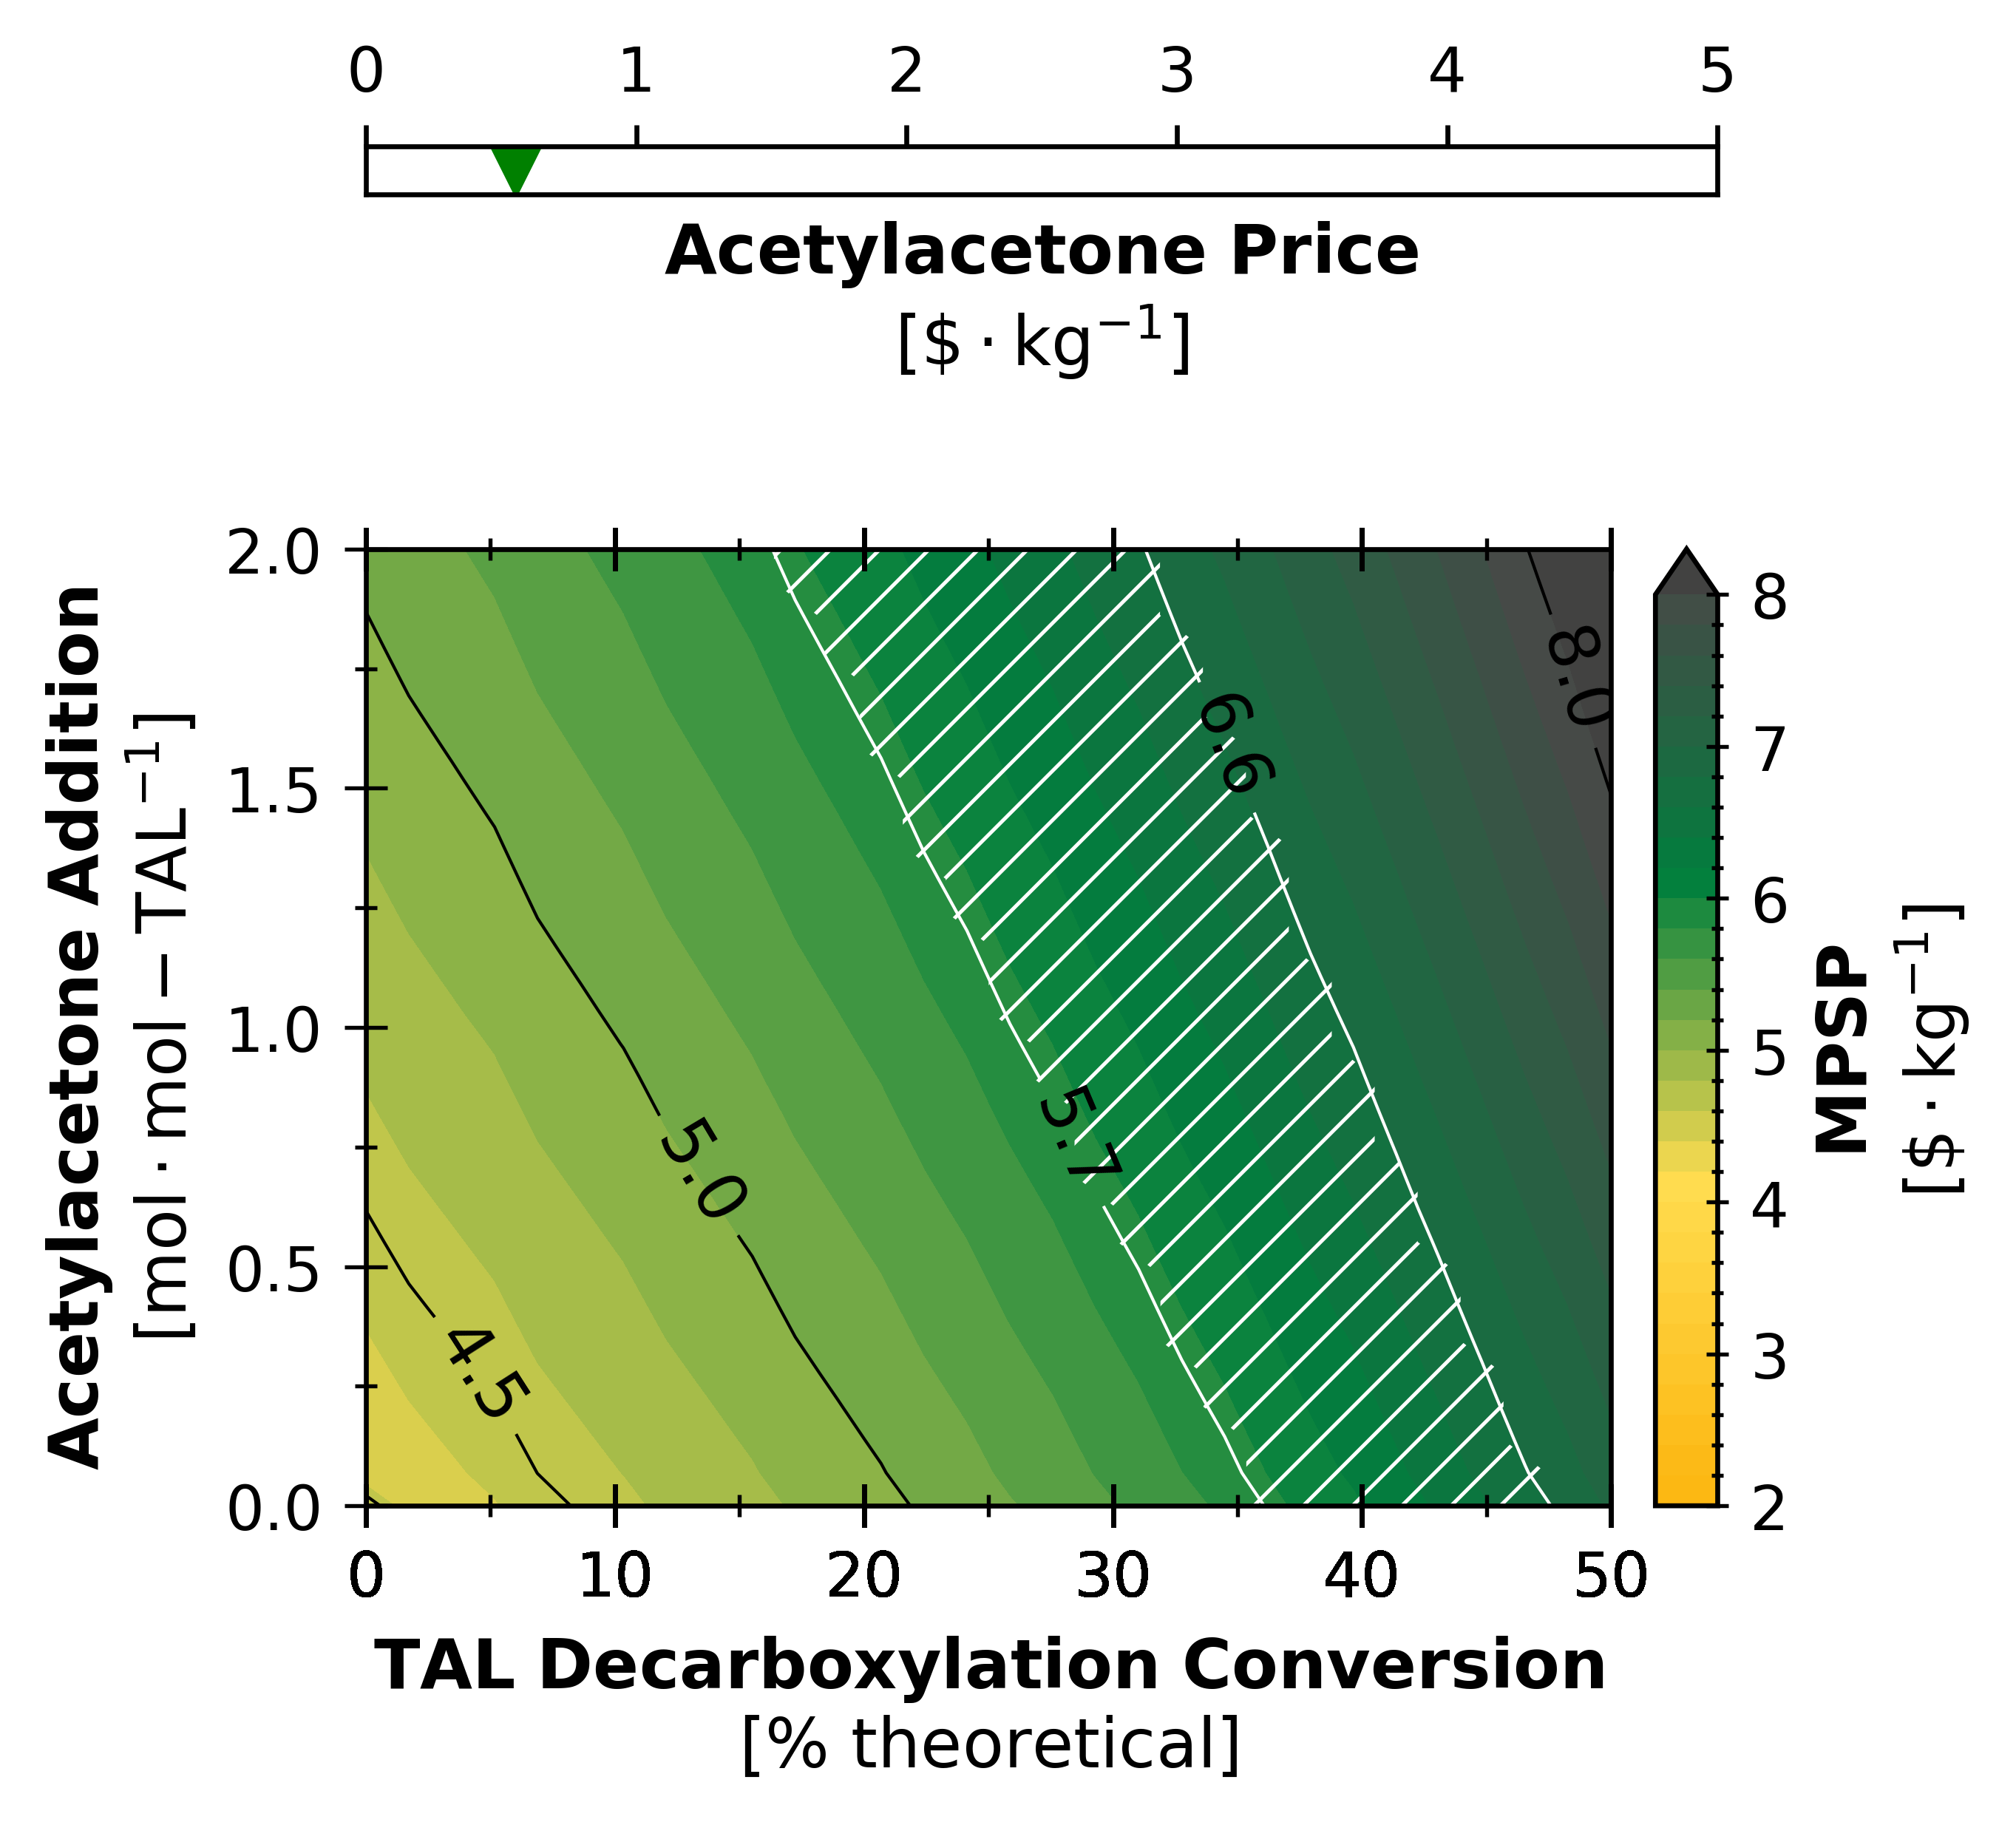 0 1 2 3 4 5
Acetylacetone Price
[$ · kg⁻¹]
Acetylacetone Addition
[mol · mol − TAL⁻¹]
2.0
1.5
1.0
0.5
0.0
8.0
6.6
5.7
5.0
4.5
0 10 20 30 40 50
TAL Decarboxylation Conversion
[% theoretical]
8
7
6
5
4
3
2
MPSP
[$ · kg⁻¹]